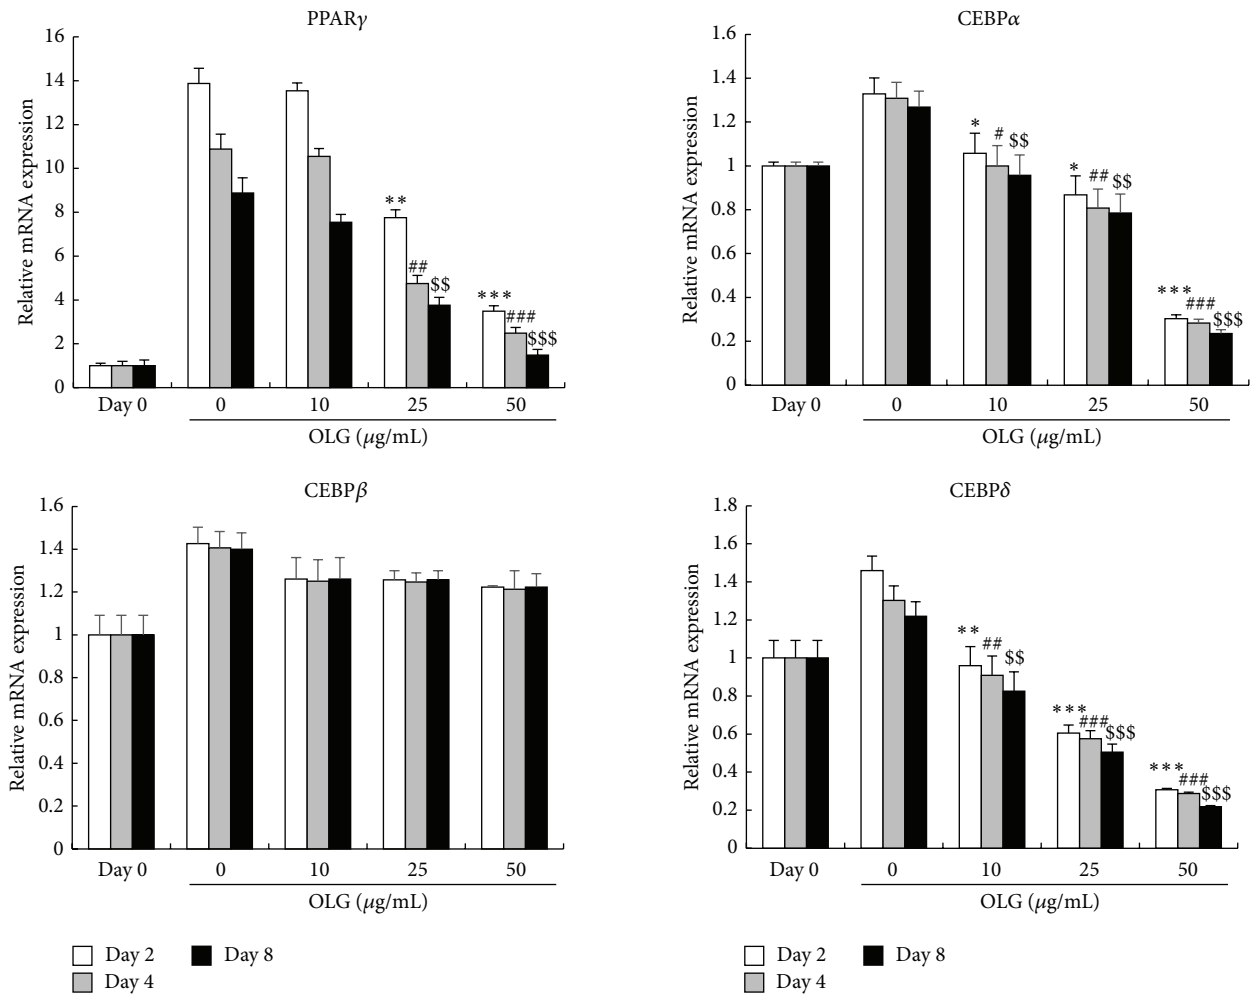 PPARγ
Relative mRNA expression
16
14
12
10
8
6
4
2
0
**
##
$$
***
###
$$$
Day 0 0 10 25 50
OLG (μg/mL)
CEBPα
Relative mRNA expression
1.6
1.4
1.2
1
0.8
0.6
0.4
0.2
0
* # $$
* ## $$
*** ### $$$
Day 0 0 10 25 50
OLG (μg/mL)
CEBPβ
Relative mRNA expression
1.6
1.4
1.2
1
0.8
0.6
0.4
0.2
0
Day 0 0 10 25 50
OLG (μg/mL)
Day 2 Day 8
Day 4
CEBPδ
Relative mRNA expression
1.8
1.6
1.4
1.2
1
0.8
0.6
0.4
0.2
0
** ## $$
*** ### $$$
*** ### $$$
Day 0 0 10 25 50
OLG (μg/mL)
Day 2 Day 8
Day 4